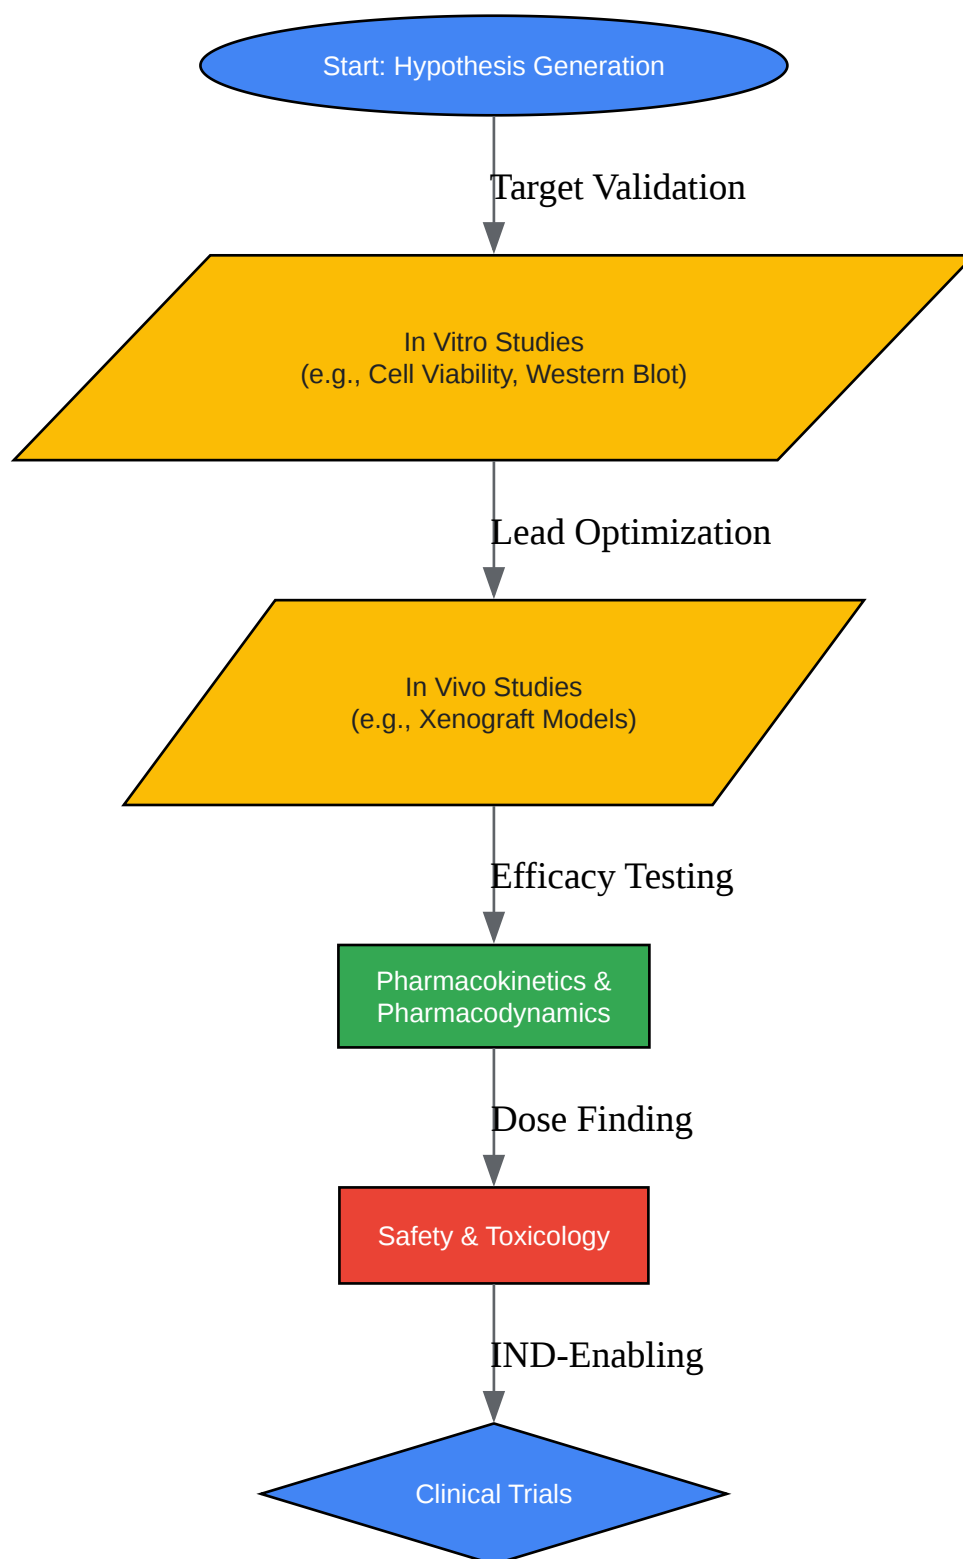 Start: Hypothesis Generation
Target Validation
In Vitro Studies
(e.g., Cell Viability, Western Blot)
Lead Optimization
In Vivo Studies
(e.g., Xenograft Models)
Efficacy Testing
Pharmacokinetics &
Pharmacodynamics
Dose Finding
Safety & Toxicology
IND-Enabling
Clinical Trials